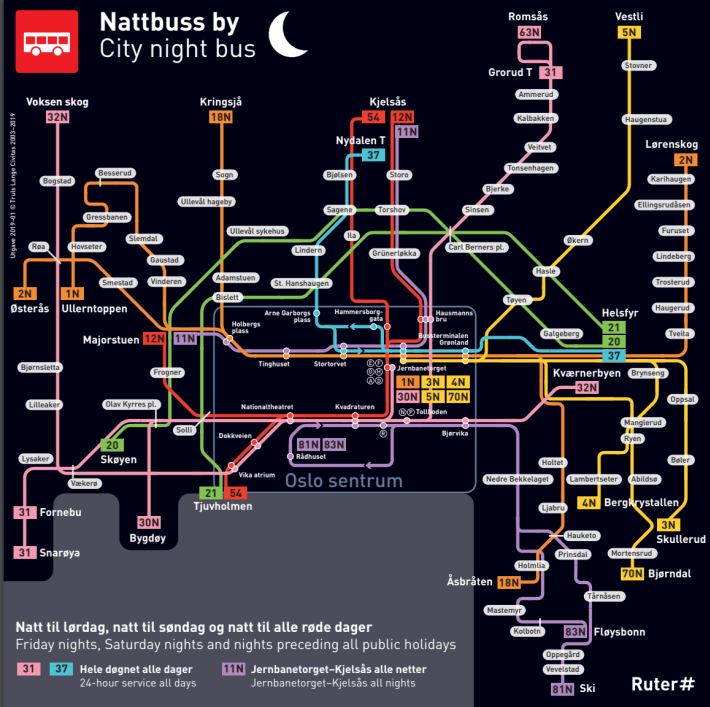 Nattbuss by
City night bus
Utgave 2019-01 © Truls Lange Civitas 2003–2019
Romsås
63N
Grorud T 31
Ammerud
Kalbakken
Veitvet
Tonsenhagen
Bjerke
Sinsen
Carl Berners pl.
Vestli
5N
Stovner
Haugenstua
Økern
Hasle
Tøyen
Galgeberg
Lørenskog
2N
Karihaugen
Ellingsrudåsen
Furuset
Lindeberg
Trosterud
Haugerud
Tveita
Helsfyr
21
20
37
Voksen skog
32N
Bogstad
Røa
Bjørnsletta
Lilleaker
Lysaker
Vækerø
Besserud
Gressbanen
Hovseter
Slemdal
Gaustad
Vinderen
Smestad
2N
Østerås
1N
Ullerntoppen
Kringsjå
18N
Sogn
Ullevål hageby
Ullevål sykehus
Adamstuen
Bislett
St. Hanshaugen
Lindern
Kjelsås
54 12N
11N
Nydalen T
37
Bjølsen
Storo
Sagene
Torshov
Ila
Grünerløkka
Majorstuen 12N 11N
Frogner
Holbergs
plass
Arne Garborgs
plass
Hammersborg-
gata
Hausmanns
bru
Bussterminalen
Grønland
Tinghuset
Stortorvet
Jernbanetorget
E F
D H
A G
1N 3N 4N
30N 5N 70N
Nationaltheatret
Kvadraturen
N P Tollboden
R
Bjørvika
Dokkveien
Vika atrium
81N 83N
Rådhuset
Oslo sentrum
Olav Kyrres pl.
Solli
20
Skøyen
31 Fornebu
31 Snarøya
30N
Bygdøy
21 54
Tjuvholmen
Kværnerbyen
32N
Brynseng
Oppsal
Manglerud
Ryen
Bøler
Lambertseter
Abildsø
4N Bergkrystallen
3N
Skullerud
Mortensrud
70N Bjørndal
Holtet
Nedre Bekkelaget
Ljabru
Hauketo
Prinsdal
Holmlia
Åsbråten 18N
Tårnåsen
Mastemyr
Kolbotn
83N Fløysbonn
Oppegård
Vevelstad
81N Ski
Natt til lørdag, natt til søndag og natt til alle røde dager
Friday nights, Saturday nights and nights preceding all public holidays
31 37 Hele døgnet alle dager
24-hour service all days
11N Jernbanetorget–Kjelsås alle netter
Jernbanetorget–Kjelsås all nights
Ruter#